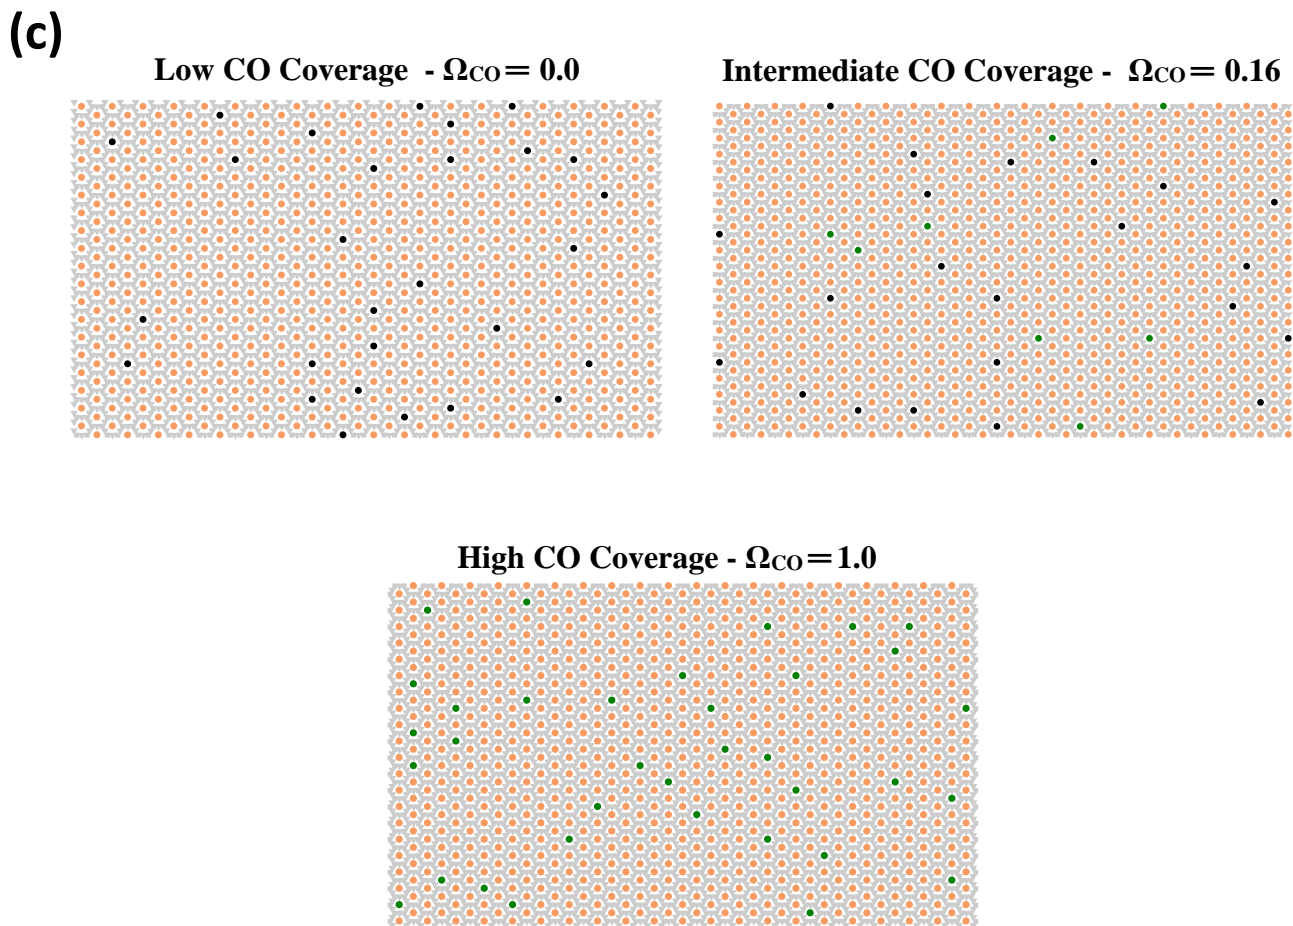 (c)
Low CO Coverage - ΩCO = 0.0
Intermediate CO Coverage - ΩCO = 0.16
High CO Coverage - ΩCO = 1.0